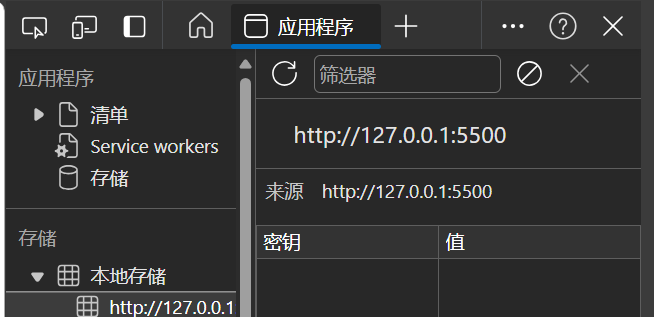 应用程序
应用程序
清单
Service workers
存储
存储
本地存储
http://127.0.0.1
筛选器
http://127.0.0.1:5500
来源 http://127.0.0.1:5500
密钥 值